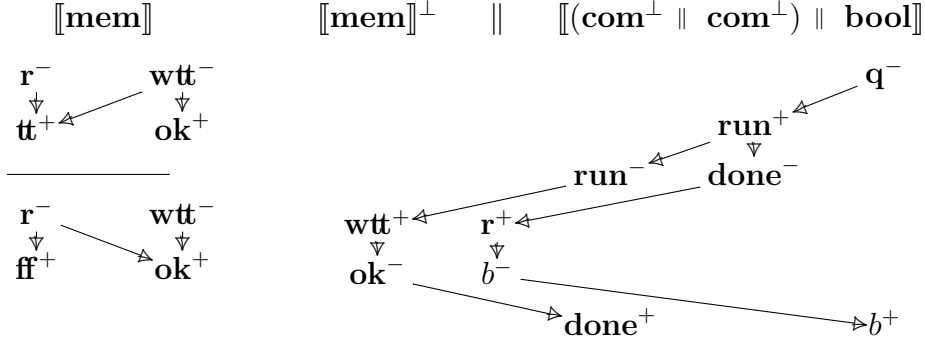 ⟦mem⟧ ⟦mem⟧⊥ ∥ ⟦(com⊥ ∥ com⊥) ∥ bool⟧
r⁻ wtt⁻ q⁻
tt⁺ ok⁺ run⁺
run⁻ done⁻
r⁻ wtt⁻ wtt⁺ r⁺
ff⁺ ok⁺ ok⁻ b⁻
done⁺ b⁺